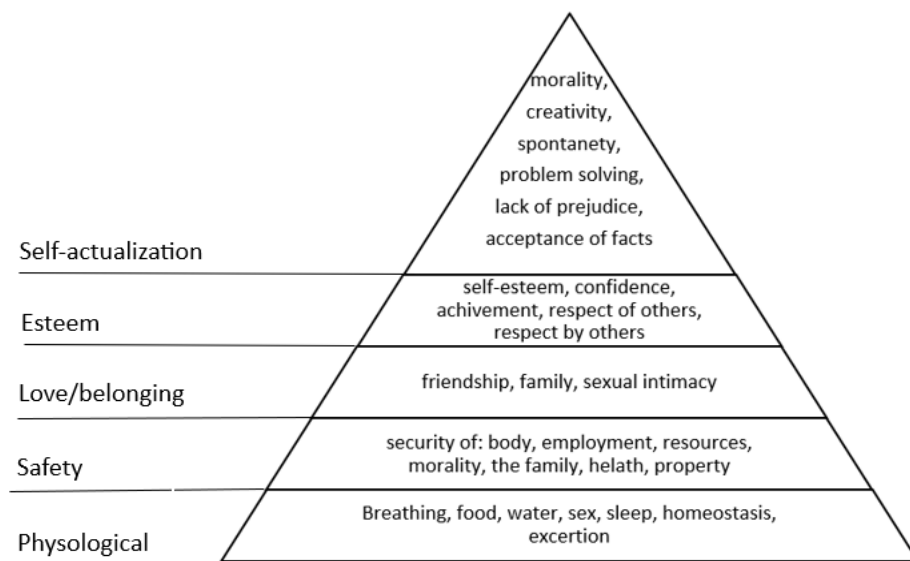 morality,
creativity,
spontanety,
problem solving,
lack of prejudice,
acceptance of facts
Self-actualization
self-esteem, confidence,
achivement, respect of others,
respect by others
Esteem
friendship, family, sexual intimacy
Love/belonging
security of: body, employment, resources,
morality, the family, helath, property
Safety
Breathing, food, water, sex, sleep, homeostasis,
excertion
Physological